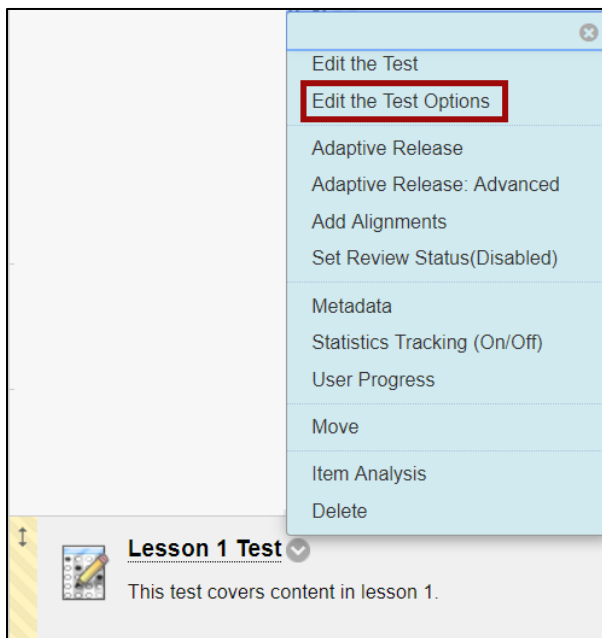 Edit the Test
Edit the Test Options
Adaptive Release
Adaptive Release: Advanced
Add Alignments
Set Review Status(Disabled)
Metadata
Statistics Tracking (On/Off)
User Progress
Move
Item Analysis
Delete
Lesson 1 Test
This test covers content in lesson 1.